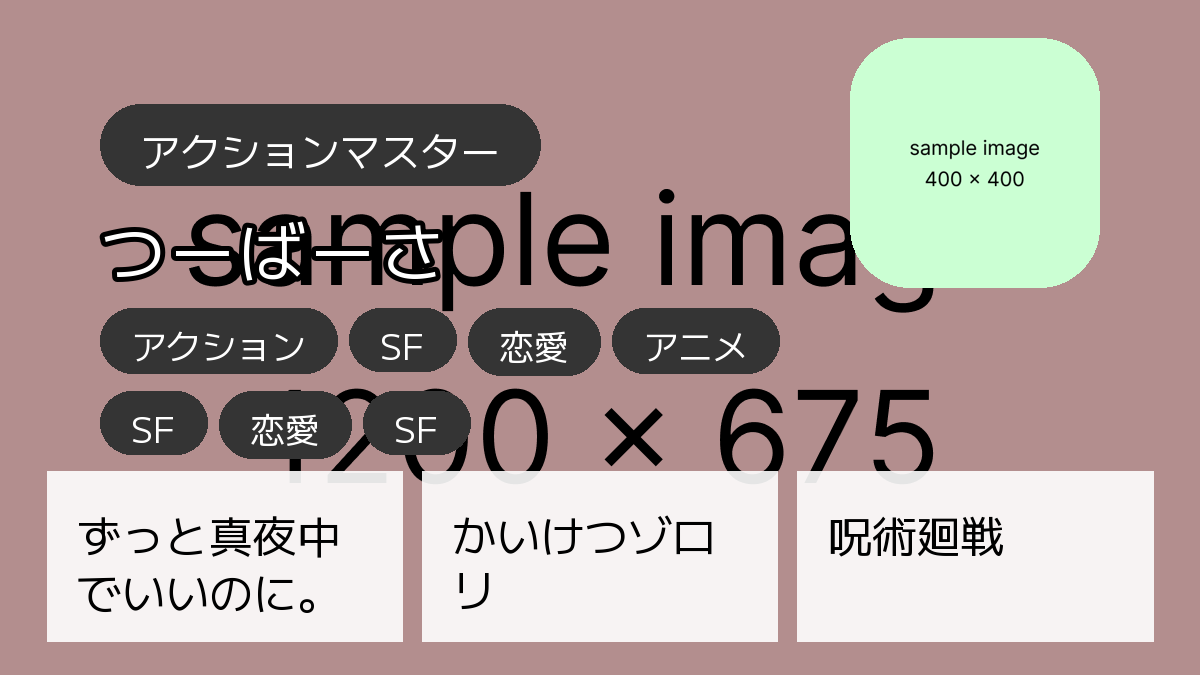 sample image
400 × 400
アクションマスター
sample imag
つーばーさ
アクション SF 恋愛 アニメ
1200 × 675
SF 恋愛 SF
ずっと真夜中
でいいのに。
かいけつゾロ
リ
呪術廻戦